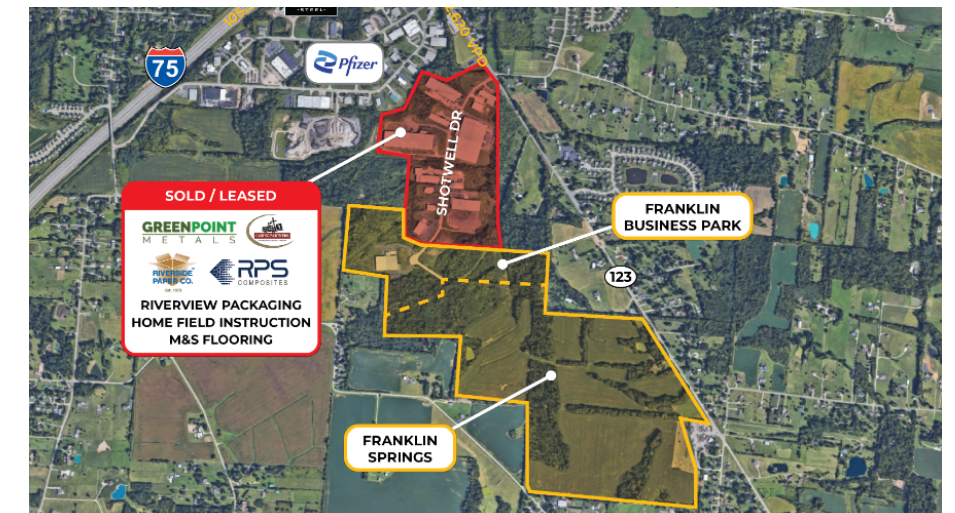 STEEL
75
Pfizer
SHOTWELL DR
SOLD / LEASED
GREENPOINT
METALS
RIVERSIDE
PAPER CO.
RPS
COMPOSITES
RIVERVIEW PACKAGING
HOME FIELD INSTRUCTION
M&S FLOORING
FRANKLIN
BUSINESS PARK
123
FRANKLIN
SPRINGS